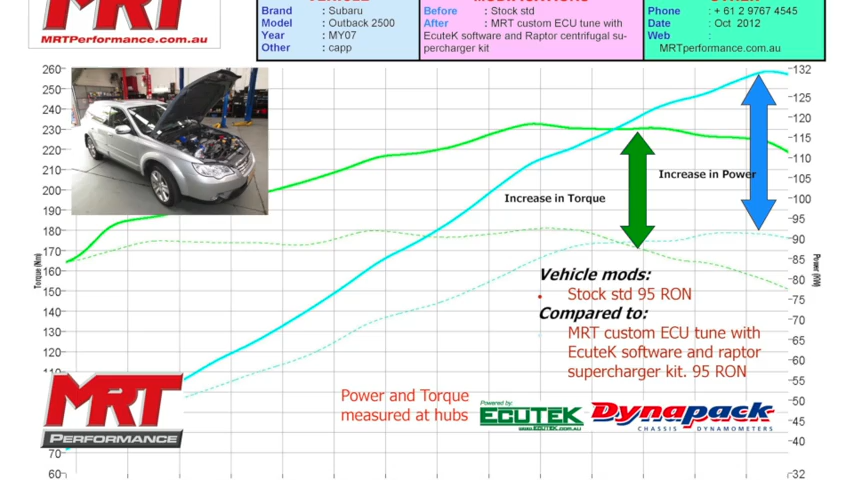 MRT
MRTPerformance.com.au
Brand : Subaru
Model : Outback 2500
Year : MY07
Other : capp
Before : Stock std
After : MRT custom ECU tune with
EcuteK software and Raptor centrifugal su-
percharger kit
Phone : + 61 2 9767 4545
Date : Oct 2012
Web :
MRTperformance.com.au
260
250
240
230
220
210
200
190
180
170
160
150
140
130
120
70
60
Torque (Nm)
132
125
120
115
110
105
100
95
90
85
80
75
70
65
60
55
50
45
40
32
Power (KW)
Increase in Torque
Increase in Power
Vehicle mods:
• Stock std 95 RON
Compared to:
MRT custom ECU tune with
EcuteK software and raptor
supercharger kit. 95 RON
Power and Torque
measured at hubs
MRT
PERFORMANCE
Powered by:
ECUTEK
www.ECUTEK.com.au
Dynapack
CHASSIS DYNAMOMETERS